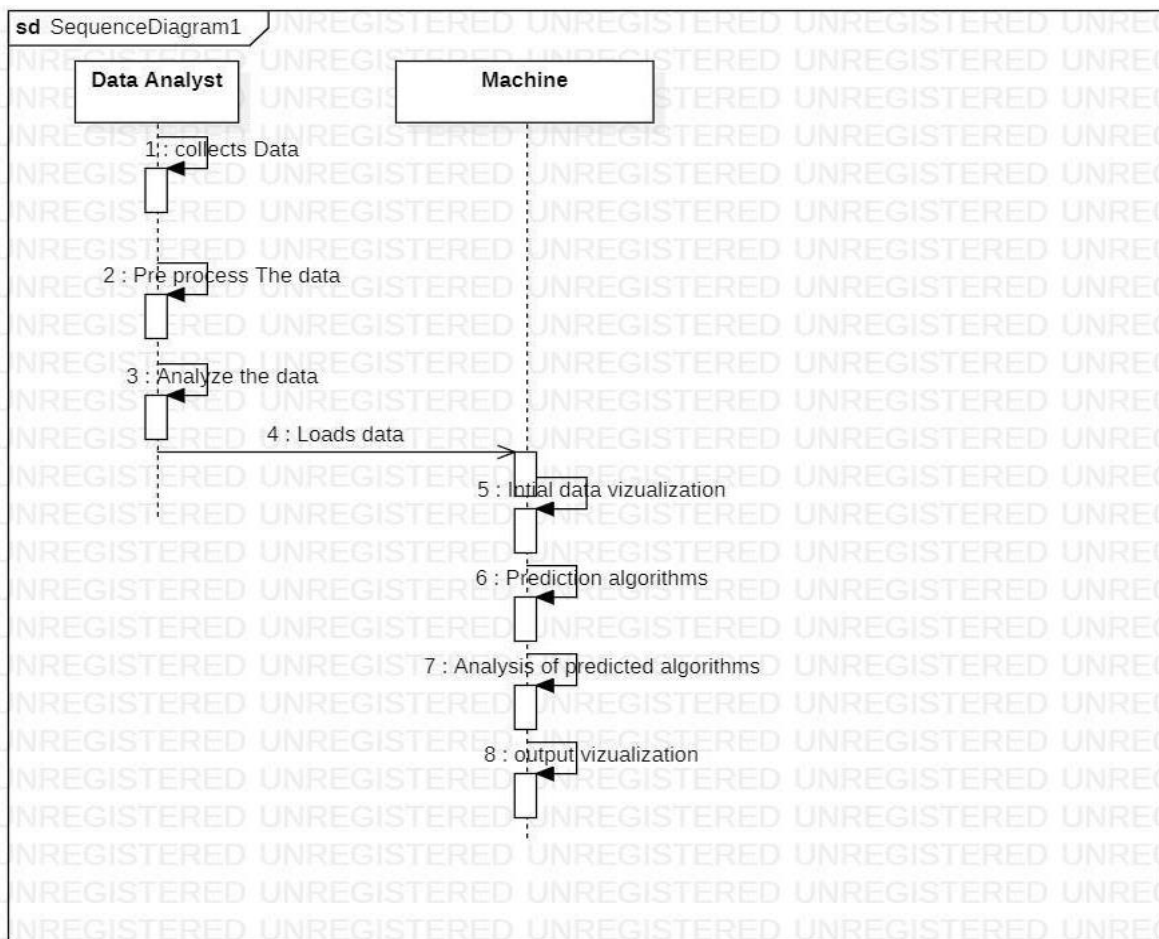 sd SequenceDiagram1
Data Analyst
Machine
1 : collects Data
2 : Pre process The data
3 : Analyze the data
4 : Loads data
5 : Intial data vizualization
6 : Prediction algorithms
7 : Analysis of predicted algorithms
8 : output vizualization
UNREGISTERED